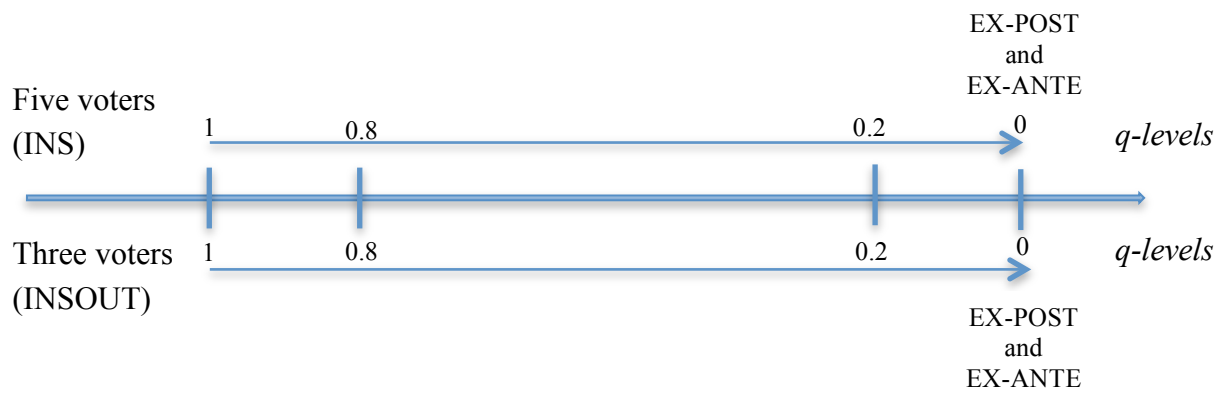 EX-POST
and
EX-ANTE
Five voters
(INS)
1 0.8 0.2 0 q-levels
Three voters
(INSOUT)
1 0.8 0.2 0 q-levels
EX-POST
and
EX-ANTE